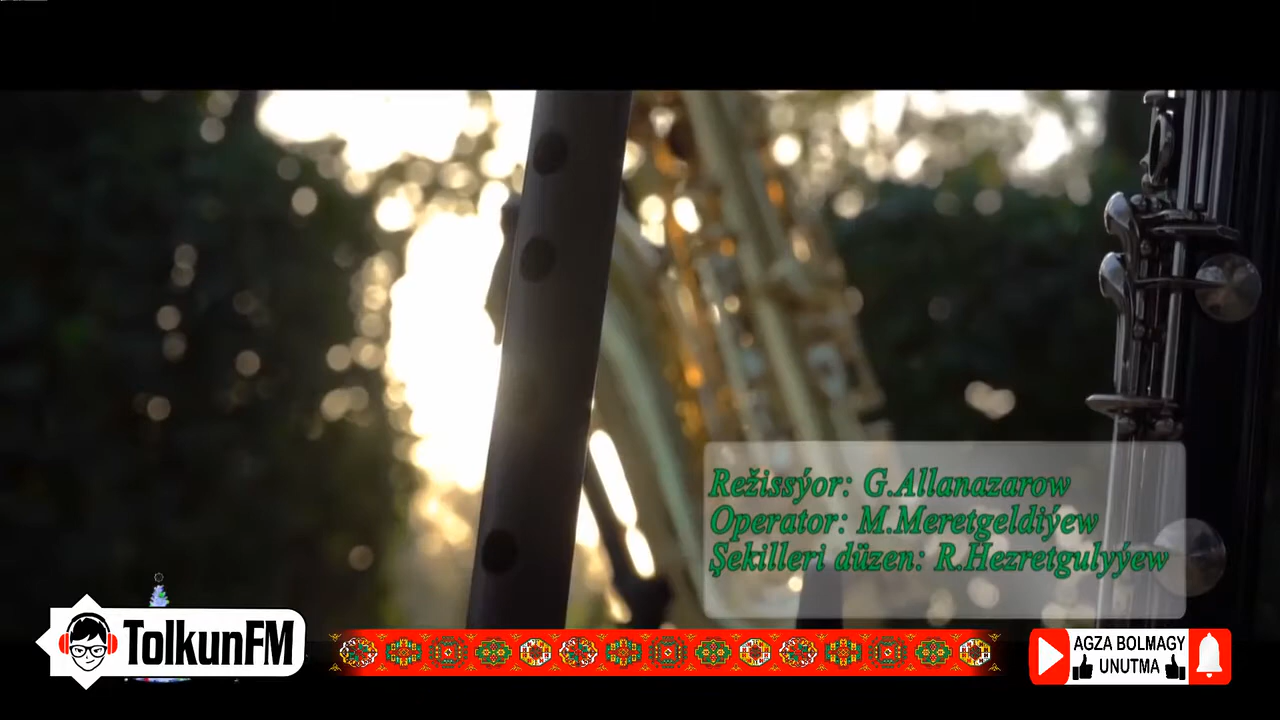 Režissýor: G.Allanazarow
Operator: M.Meretgeldiýew
Şekilleri düzen: R.Hezretgulyýew
TolkunFM
AGZA BOLMAGY
UNUTMA